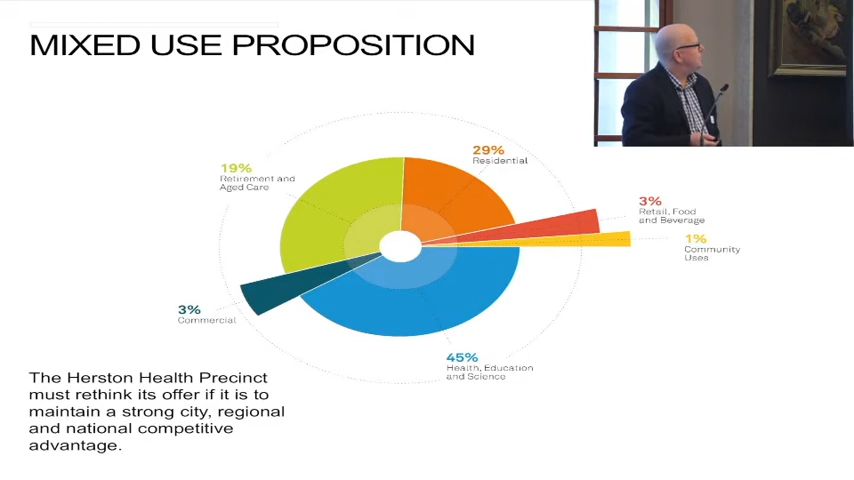 MIXED USE PROPOSITION
29%
Residential
19%
Retirement and
Aged Care
3%
Retail, Food
and Beverage
1%
Community
Uses
3%
Commercial
45%
Health, Education
and Science
The Herston Health Precinct
must rethink its offer if it is to
maintain a strong city, regional
and national competitive
advantage.